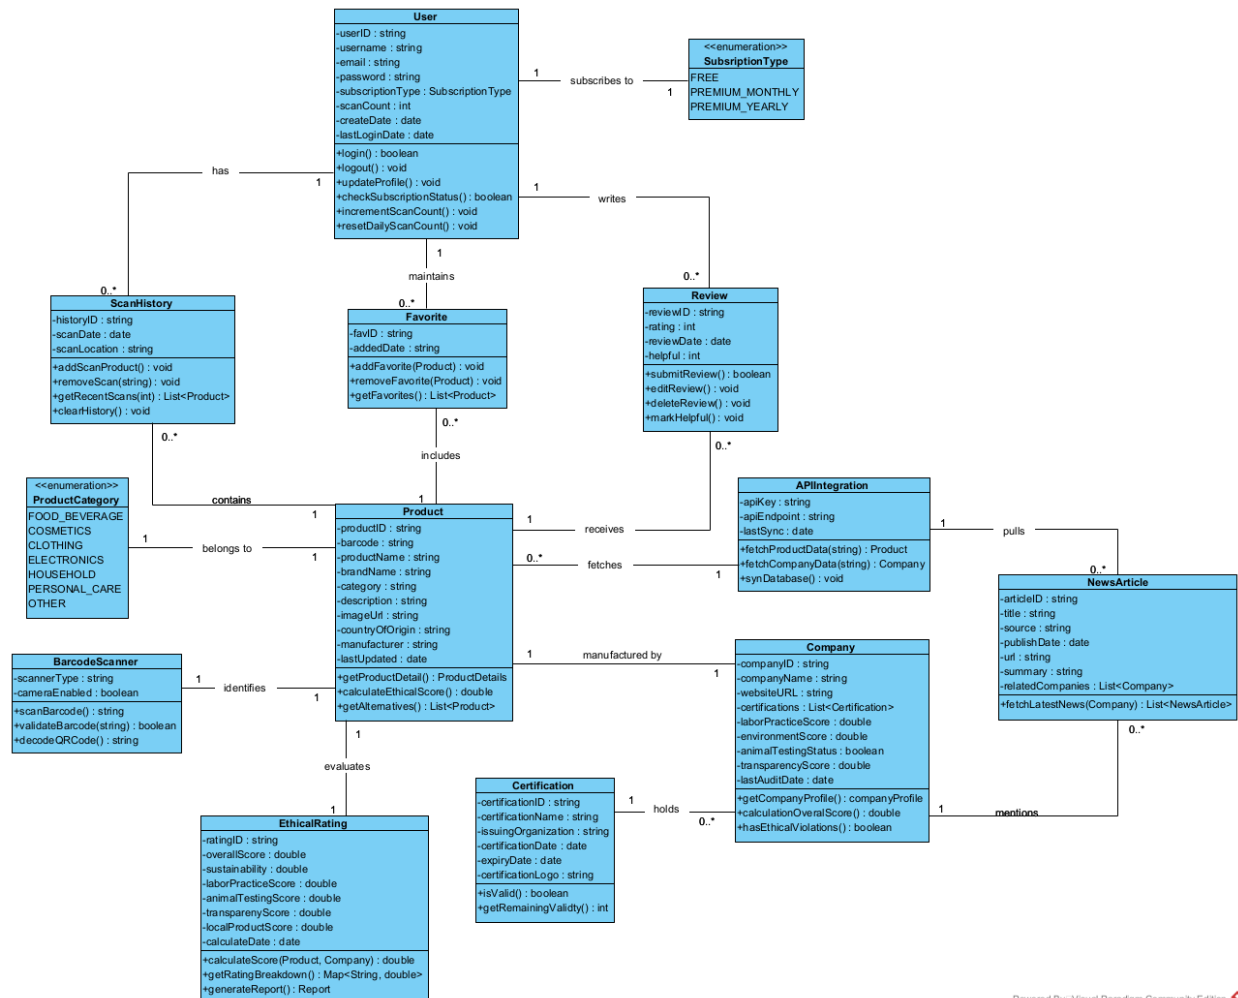 User
-userID : string
-username : string
-email : string
-password : string
-subscriptionType : SubscriptionType
-scanCount : int
-createDate : date
-lastLoginDate : date
+login() : boolean
+logout() : void
+updateProfile() : void
+checkSubscriptionStatus() : boolean
+incrementScanCount() : void
+resetDailyScanCount() : void
1
subscribes to
1
<<enumeration>>
SubsriptionType
FREE
PREMIUM_MONTHLY
PREMIUM_YEARLY
has
1
0..*
1
writes
0..*
1
maintains
0..*
ScanHistory
-historyID : string
-scanDate : date
-scanLocation : string
+addScanProduct() : void
+removeScan(string) : void
+getRecentScans(int) : List<Product>
+clearHistory() : void
0..*
contains
1
Favorite
-favID : string
-addedDate : string
+addFavorite(Product) : void
+removeFavorite(Product) : void
+getFavorites() : List<Product>
0..*
includes
1
Review
-reviewID : string
-rating : int
-reviewDate : date
-helpful : int
+submitReview() : boolean
+editReview() : void
+deleteReview() : void
+markHelpful() : void
0..*
receives
1
<<enumeration>>
ProductCategory
FOOD_BEVERAGE
COSMETICS
CLOTHING
ELECTRONICS
HOUSEHOLD
PERSONAL_CARE
OTHER
1
belongs to
1
Product
-productID : string
-barcode : string
-productName : string
-brandName : string
-category : string
-description : string
-imageUrl : string
-countryOfOrigin : string
-manufacturer : string
-lastUpdated : date
+getProductDetail() : ProductDetails
+calculateEthicalScore() : double
+getAlternatives() : List<Product>
0..*
fetches
1
APIIntegration
-apiKey : string
-apiEndpoint : string
-lastSync : date
+fetchProductData(string) : Product
+fetchCompanyData(string) : Company
+synDatabase() : void
1
pulls
0..*
NewsArticle
-articleID : string
-title : string
-source : string
-publishDate : date
-url : string
-summary : string
-relatedCompanies : List<Company>
+fetchLatestNews(Company) : List<NewsArticle>
0..*
mentions
1
BarcodeScanner
-scannerType : string
-cameraEnabled : boolean
+scanBarcode() : string
+validateBarcode(string) : boolean
+decodeQRCode() : string
1
identifies
1
1
manufactured by
1
Company
-companyID : string
-companyName : string
-websiteURL : string
-certifications : List<Certification>
-laborPracticeScore : double
-environmentScore : double
-animalTestingStatus : boolean
-transparencyScore : double
-lastAuditDate : date
+getCompanyProfile() : companyProfile
+calculationOveralScore() : double
+hasEthicalViolations() : boolean
1
evaluates
1
Certification
-certificationID : string
-certificationName : string
-issuingOrganization : string
-certificationDate : date
-expiryDate : date
-certificationLogo : string
+isValid() : boolean
+getRemainingValidty() : int
1
holds
0..*
EthicalRating
-ratingID : string
-overallScore : double
-sustainability : double
-laborPracticeScore : double
-animalTestingScore : double
-transparenyScore : double
-localProductScore : double
-calculateDate : date
+calculateScore(Product, Company) : double
+getRatingBreakdown() : Map<String, double>
+generateReport() : Report